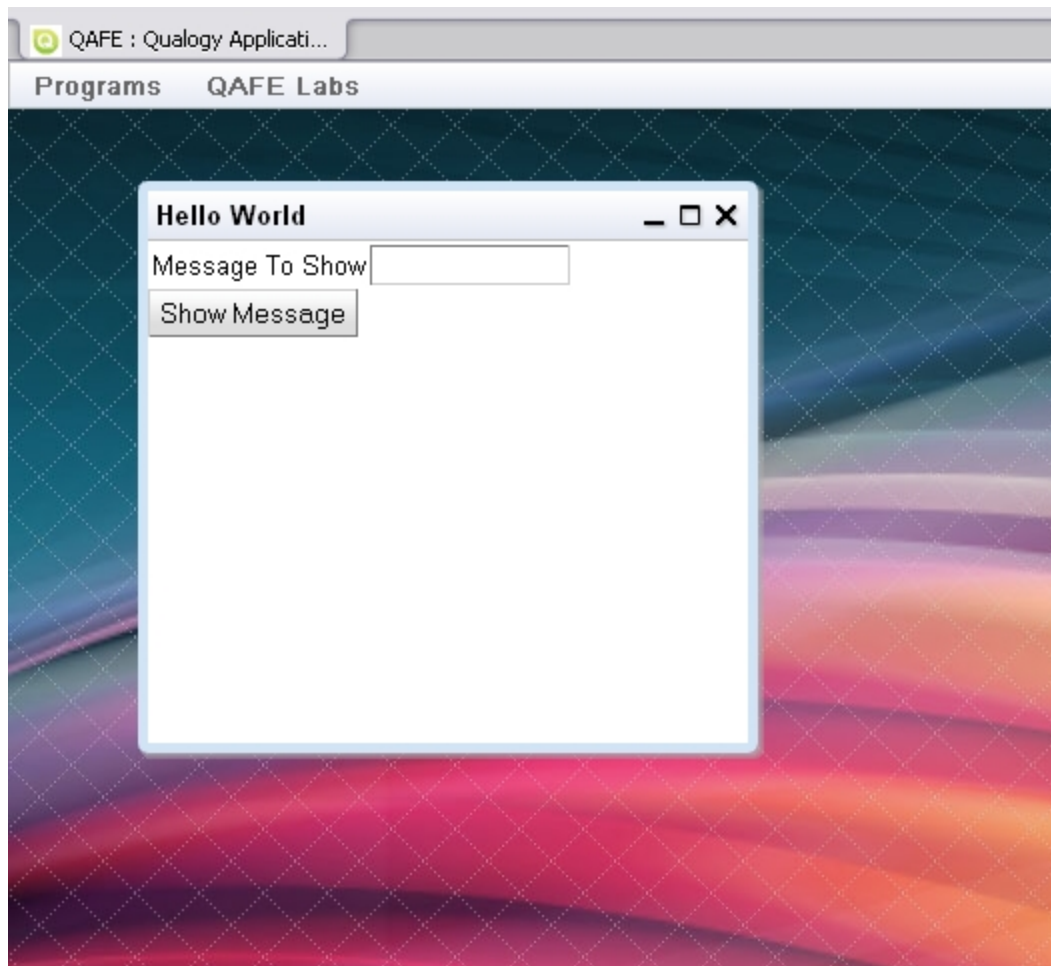 QAFE : Qualogy Applicati...
Programs QAFE Labs
Hello World
Message To Show
Show Message